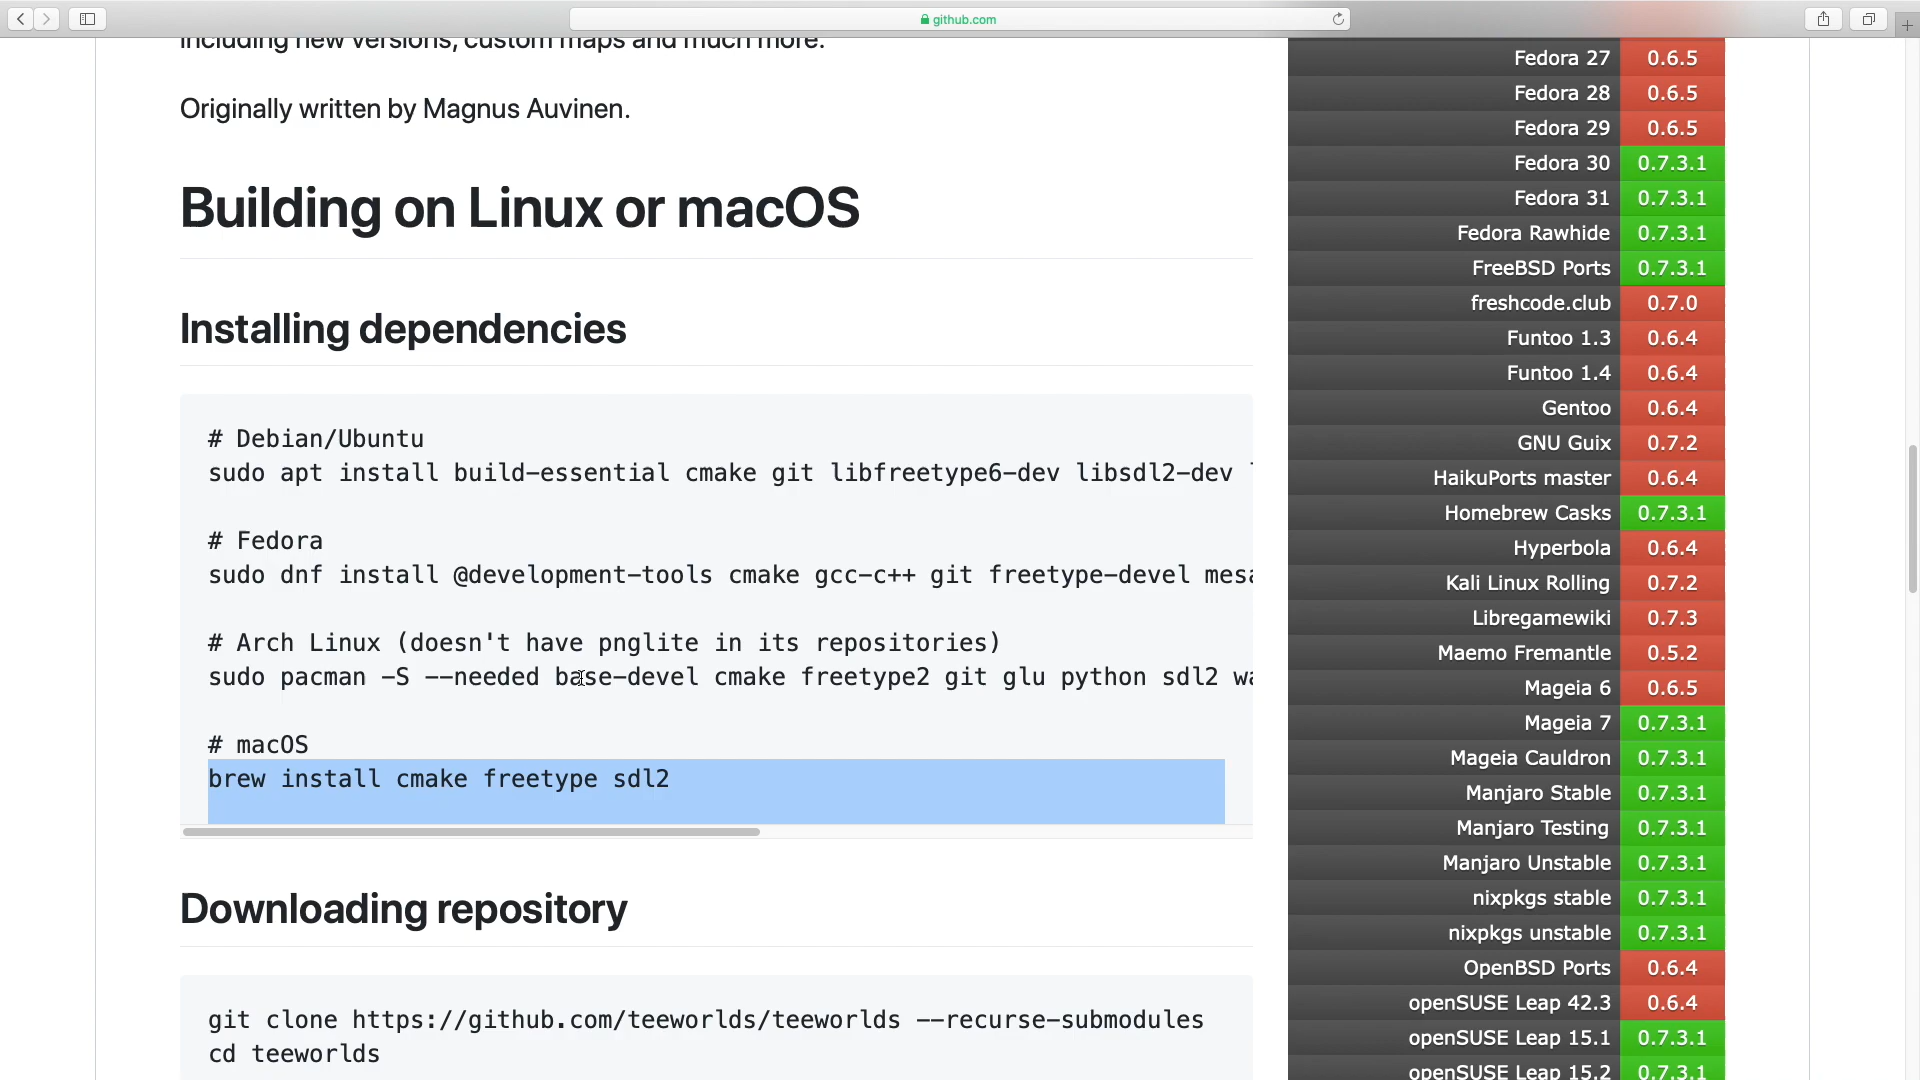 github.com
including new versions, custom maps and much more.
Originally written by Magnus Auvinen.
Building on Linux or macOS
Installing dependencies
# Debian/Ubuntu
sudo apt install build-essential cmake git libfreetype6-dev libsdl2-dev
# Fedora
sudo dnf install @development-tools cmake gcc-c++ git freetype-devel mesa
# Arch Linux (doesn't have pnglite in its repositories)
sudo pacman -S --needed base-devel cmake freetype2 git glu python sdl2 wa
# macOS
brew install cmake freetype sdl2
Downloading repository
git clone https://github.com/teeworlds/teeworlds --recurse-submodules
cd teeworlds
Fedora 27 0.6.5
Fedora 28 0.6.5
Fedora 29 0.6.5
Fedora 30 0.7.3.1
Fedora 31 0.7.3.1
Fedora Rawhide 0.7.3.1
FreeBSD Ports 0.7.3.1
freshcode.club 0.7.0
Funtoo 1.3 0.6.4
Funtoo 1.4 0.6.4
Gentoo 0.6.4
GNU Guix 0.7.2
HaikuPorts master 0.6.4
Homebrew Casks 0.7.3.1
Hyperbola 0.6.4
Kali Linux Rolling 0.7.2
Libregamewiki 0.7.3
Maemo Fremantle 0.5.2
Mageia 6 0.6.5
Mageia 7 0.7.3.1
Mageia Cauldron 0.7.3.1
Manjaro Stable 0.7.3.1
Manjaro Testing 0.7.3.1
Manjaro Unstable 0.7.3.1
nixpkgs stable 0.7.3.1
nixpkgs unstable 0.7.3.1
OpenBSD Ports 0.6.4
openSUSE Leap 42.3 0.6.4
openSUSE Leap 15.1 0.7.3.1
openSUSE Leap 15.2 0.7.3.1